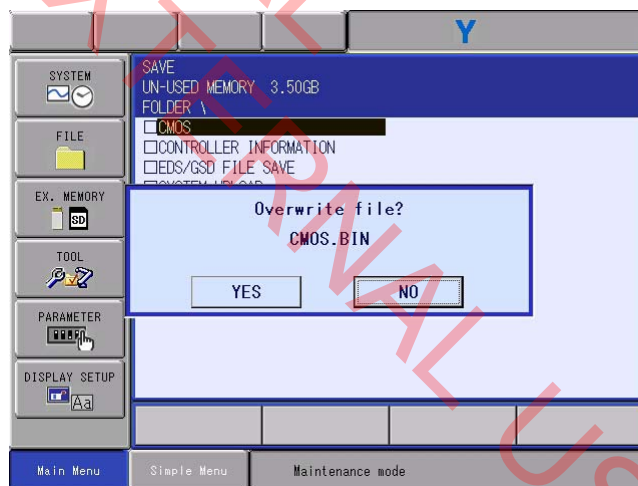 Y
SYSTEM
SAVE
UN-USED MEMORY 3.50GB
FOLDER \
CMOS
CONTROLLER INFORMATION
EDS/GSD FILE SAVE
FILE
EX. MEMORY
SD
Overwrite file?
CMOS.BIN
YES NO
TOOL
PARAMETER
DISPLAY SETUP
Aa
Main Menu Simple Menu Maintenance mode